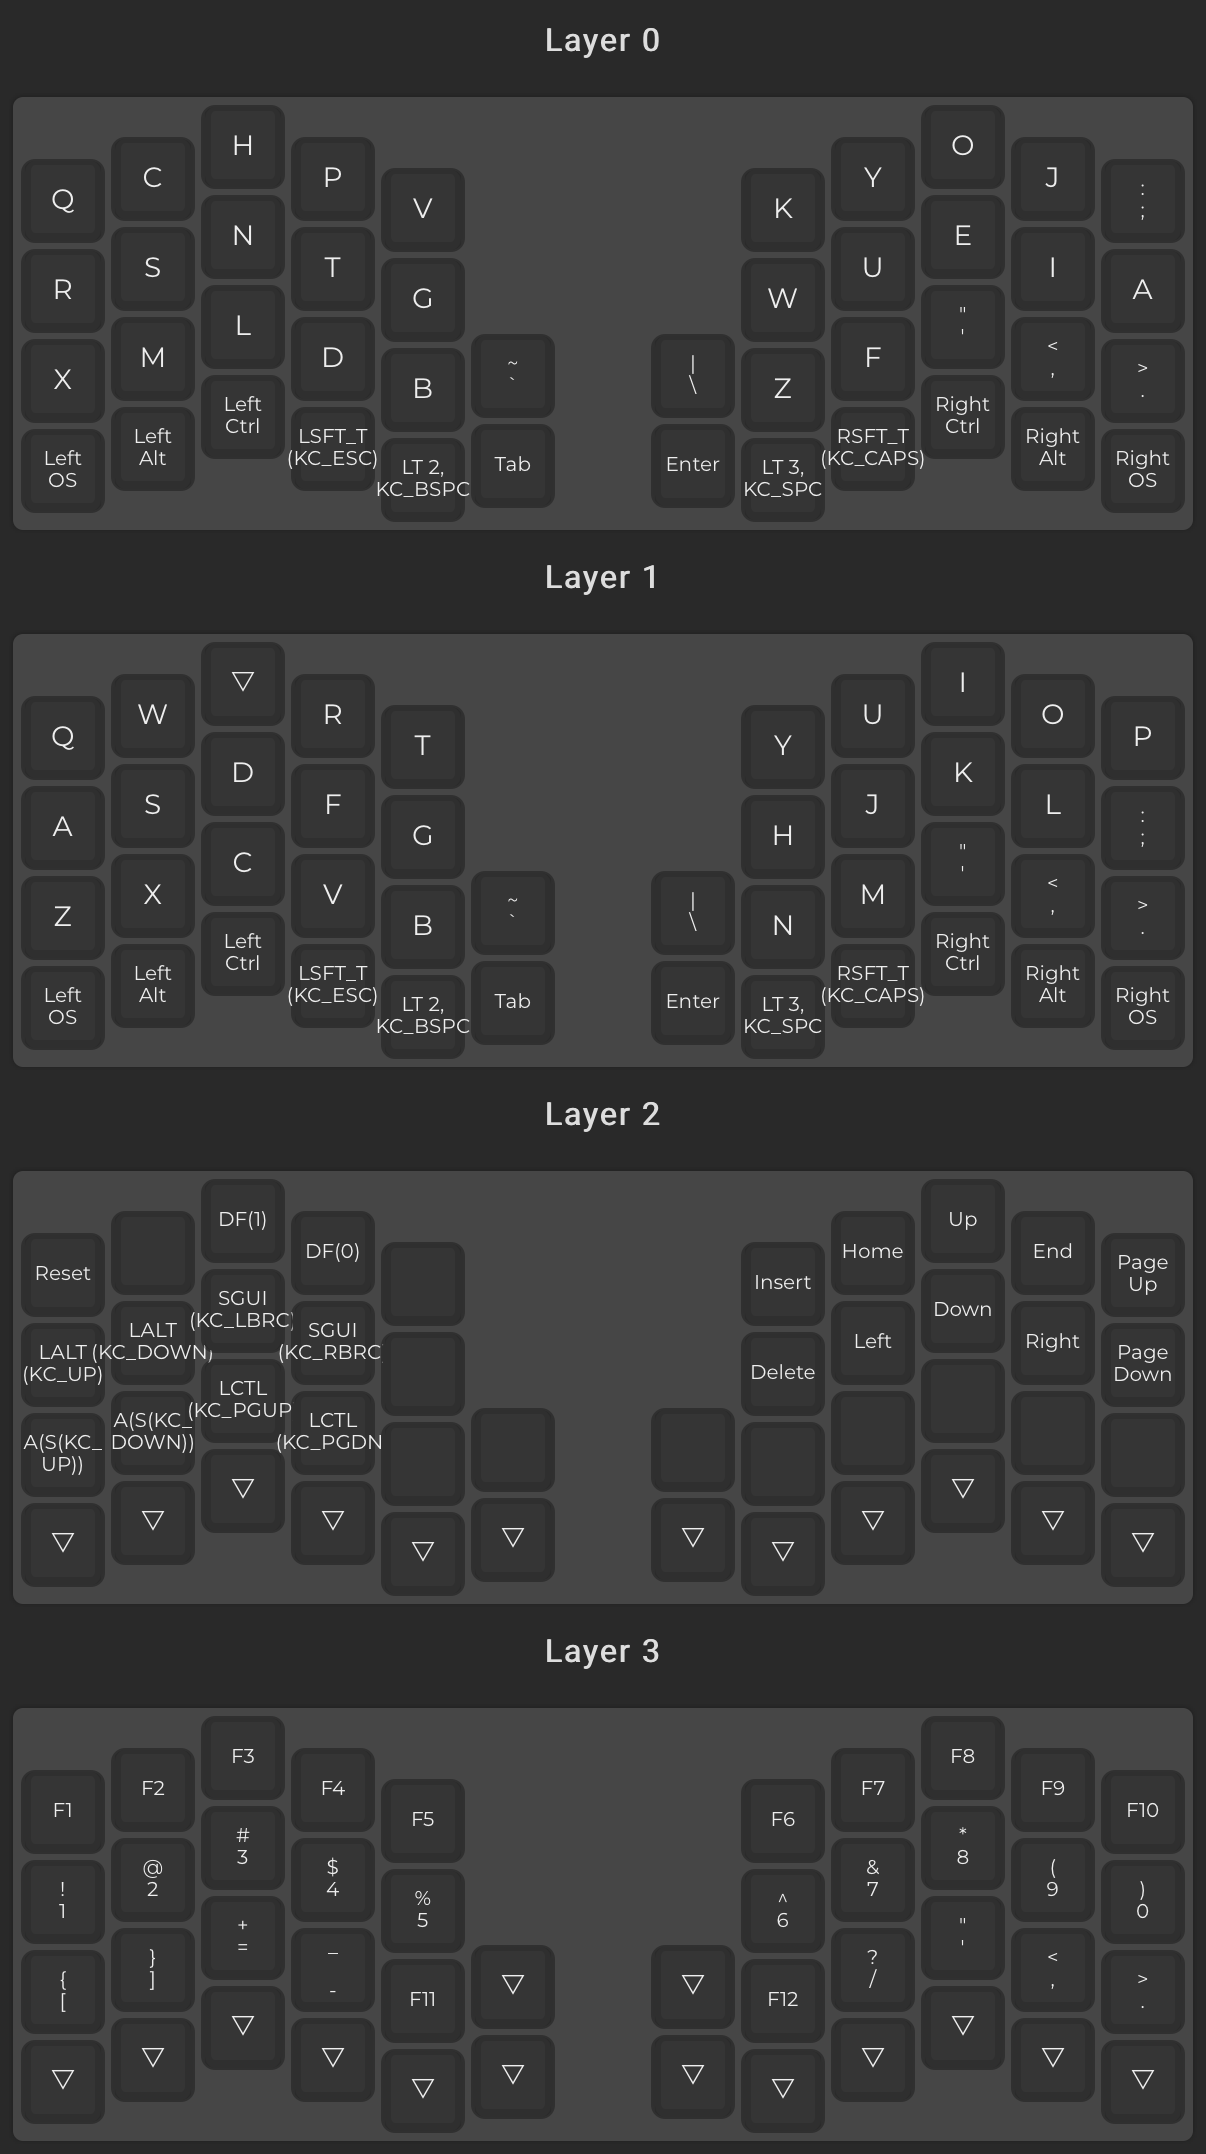 Layer 0
Q C H P V K Y O J : ;
R S N T G W U E I A
X M L D B ~ ` | \ Z F " ' < , > .
Left OS
Left Alt
Left Ctrl
LSFT_T (KC_ESC)
LT 2, KC_BSPC
Tab
Enter
LT 3, KC_SPC
RSFT_T (KC_CAPS)
Right Ctrl
Right Alt
Right OS
Layer 1
Q W ▽ R T Y U I O P
A S D F G H J K L : ;
Z X C V B ~ ` | \ N M " ' < , > .
Left OS
Left Alt
Left Ctrl
LSFT_T (KC_ESC)
LT 2, KC_BSPC
Tab
Enter
LT 3, KC_SPC
RSFT_T (KC_CAPS)
Right Ctrl
Right Alt
Right OS
Layer 2
Reset
DF(1)
DF(0)
Insert
Home
Up
End
Page Up
LALT (KC_UP)
LALT (KC_DOWN)
SGUI (KC_LBRC)
SGUI (KC_RBRC
Delete
Left
Down
Right
Page Down
A(S(KC_ UP))
A(S(KC_ DOWN))
LCTL (KC_PGUP
LCTL (KC_PGDN
▽ ▽ ▽ ▽ ▽ ▽ ▽ ▽ ▽ ▽ ▽ ▽
Layer 3
F1 F2 F3 F4 F5 F6 F7 F8 F9 F10
! 1 @ 2 # 3 $ 4 % 5 ^ 6 & 7 * 8 ( 9 ) 0
{ [ } ] + = _ - F11 ▽ ▽ F12 ? / " ' < , > .
▽ ▽ ▽ ▽ ▽ ▽ ▽ ▽ ▽ ▽ ▽ ▽